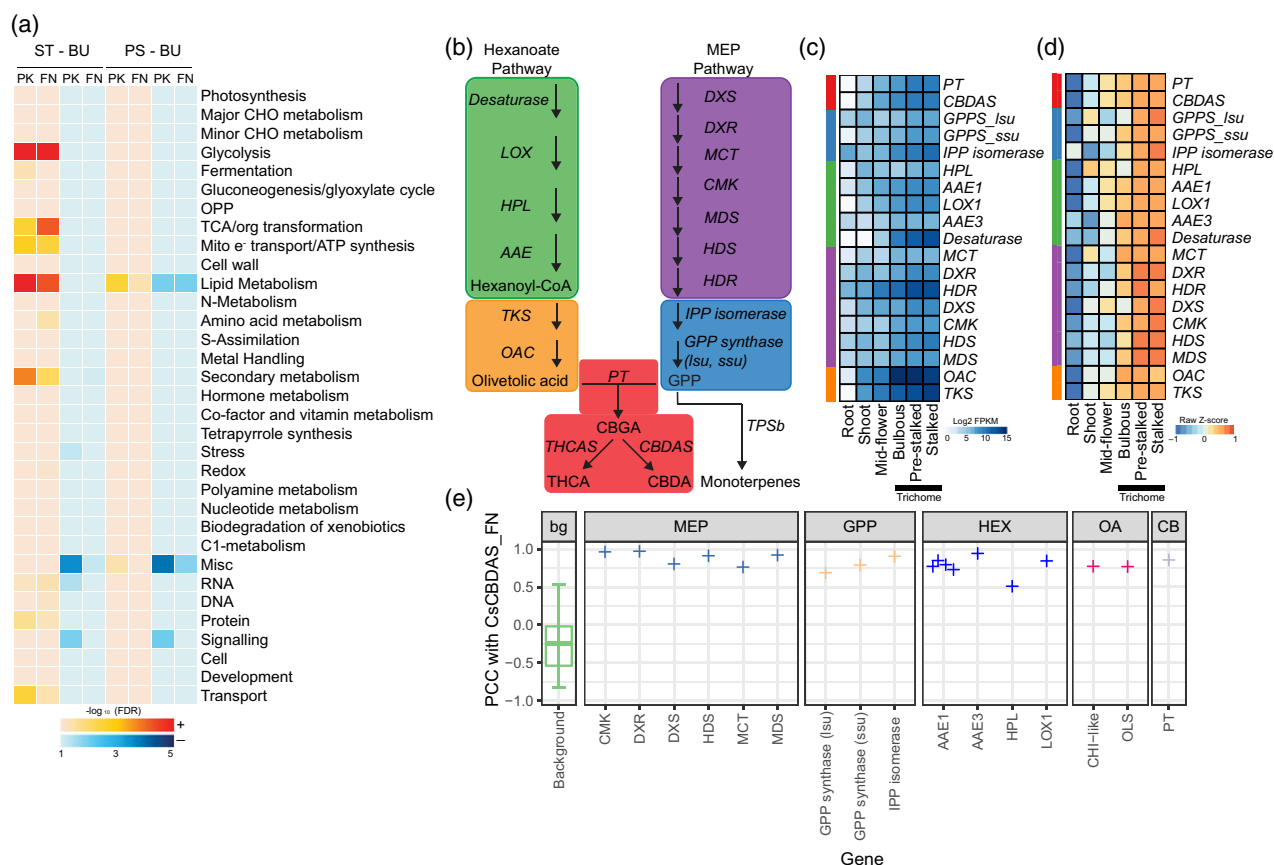 (a)
ST - BU
PS - BU
PK FN PK FN PK FN PK FN
Photosynthesis
Major CHO metabolism
Minor CHO metabolism
Glycolysis
Fermentation
Gluconeogenesis/glyoxylate cycle
OPP
TCA/org transformation
Mito e⁻ transport/ATP synthesis
Cell wall
Lipid Metabolism
N-Metabolism
Amino acid metabolism
S-Assimilation
Metal Handling
Secondary metabolism
Hormone metabolism
Co-factor and vitamin metabolism
Tetrapyrrole synthesis
Stress
Redox
Polyamine metabolism
Nucleotide metabolism
Biodegradation of xenobiotics
C1-metabolism
Misc
RNA
DNA
Protein
Signalling
Cell
Development
Transport
-log ₁₀ (FDR)
+
−
1 3 5
(b)
Hexanoate
Pathway
Desaturase
LOX
HPL
AAE
Hexanoyl-CoA
TKS
OAC
Olivetolic acid
MEP
Pathway
DXS
DXR
MCT
CMK
MDS
HDS
HDR
IPP isomerase
GPP synthase
(lsu, ssu)
GPP
PT
CBGA
THCAS
CBDAS
THCA
CBDA
TPSb
Monoterpenes
(c)
PT
CBDAS
GPPS_lsu
GPPS_ssu
IPP isomerase
HPL
AAE1
LOX1
AAE3
Desaturase
MCT
DXR
HDR
DXS
CMK
HDS
MDS
OAC
TKS
Root
Shoot
Mid-flower
Bulbous
Pre-stalked
Stalked
Trichome
Log2 FPKM
0 5 10 15
(d)
PT
CBDAS
GPPS_lsu
GPPS_ssu
IPP isomerase
HPL
AAE1
LOX1
AAE3
Desaturase
MCT
DXR
HDR
DXS
CMK
HDS
MDS
OAC
TKS
Root
Shoot
Mid-flower
Bulbous
Pre-stalked
Stalked
Trichome
Raw Z-score
−1 0 1
(e)
bg
MEP
GPP
HEX
OA
CB
PCC with CsCBDAS_FN
1.0
0.5
0.0
−0.5
−1.0
Background
CMK
DXR
DXS
HDS
MCT
MDS
GPP synthase (lsu)
GPP synthase (ssu)
IPP isomerase
AAE1
AAE3
HPL
LOX1
CHI−like
OLS
PT
Gene